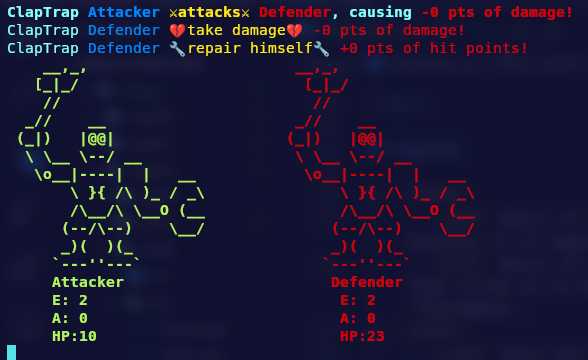 ClapTrap Attacker ⚔attacks⚔ Defender, causing -0 pts of damage!
ClapTrap Defender 💔take damage💔 -0 pts of damage!
ClapTrap Defender 🔧repair himself🔧 +0 pts of hit points!
Attacker Defender
E: 2 E: 2
A: 0 A: 0
HP:10 HP:23